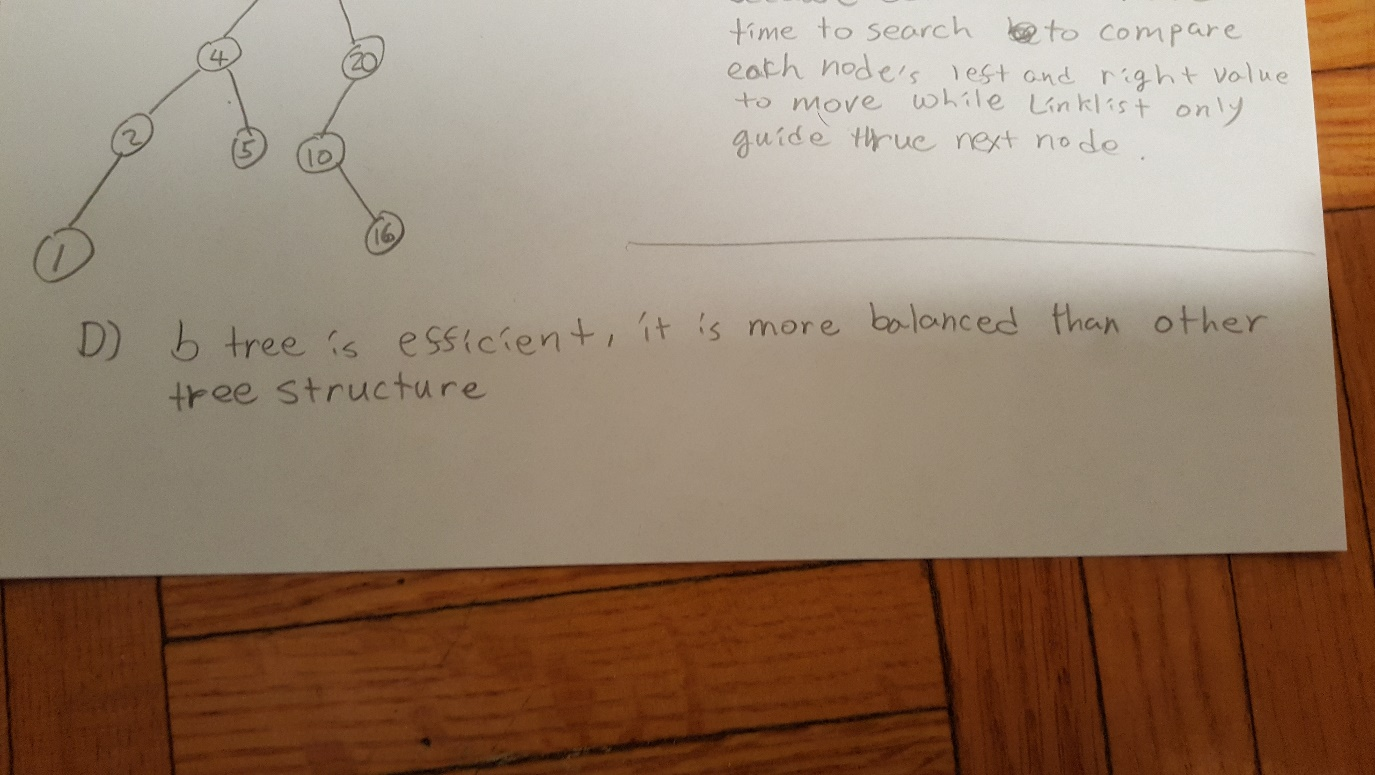 time to search to compare
each node's left and right value
to move while Linklist only
guide thrue next node.
4
20
2
5
10
1
16
D) b tree is efficient, it is more balanced than other
tree structure